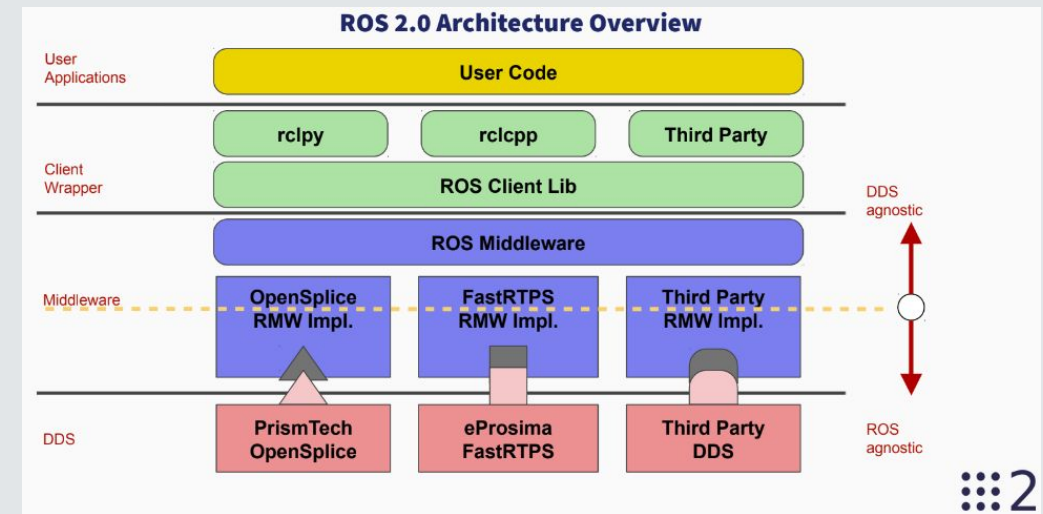 ROS 2.0 Architecture Overview
User
Applications
User Code
rclpy
rclcpp
Third Party
Client
Wrapper
ROS Client Lib
DDS
agnostic
ROS Middleware
Middleware
OpenSplice
RMW Impl.
FastRTPS
RMW Impl.
Third Party
RMW Impl.
DDS
PrismTech
OpenSplice
eProsima
FastRTPS
Third Party
DDS
ROS
agnostic
2